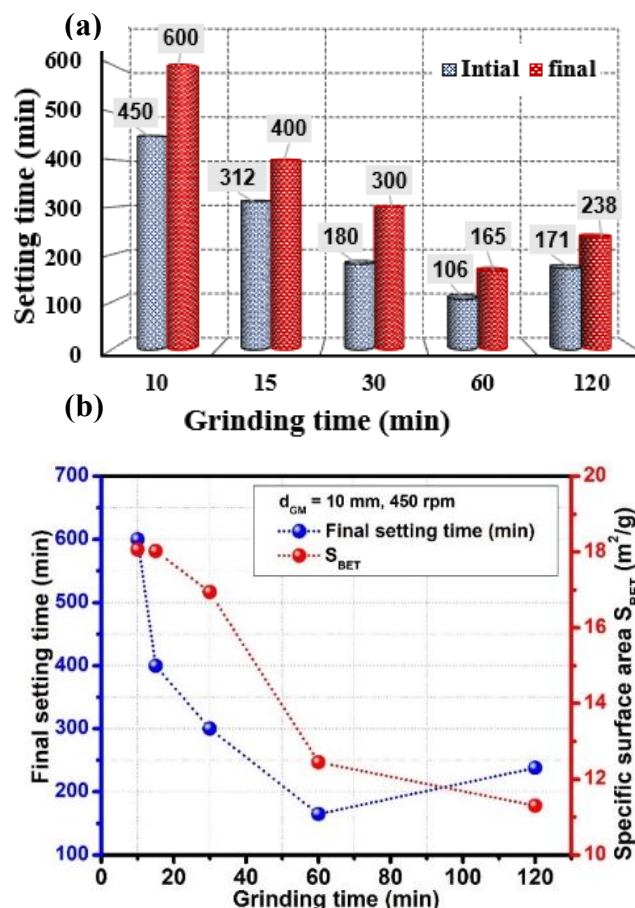 (a)
Intial final
600
500
400
300
200
100
0
Setting time (min)
450 600
312 400
180 300
106 165
171 238
10 15 30 60 120
Grinding time (min)
(b)
700
600
500
400
300
200
100
Final setting time (min)
d_GM = 10 mm, 450 rpm
Final setting time (min)
S_BET
20
18
16
14
12
10
Specific surface area S_BET (m²/g)
0 20 40 60 80 100 120
Grinding time (min)